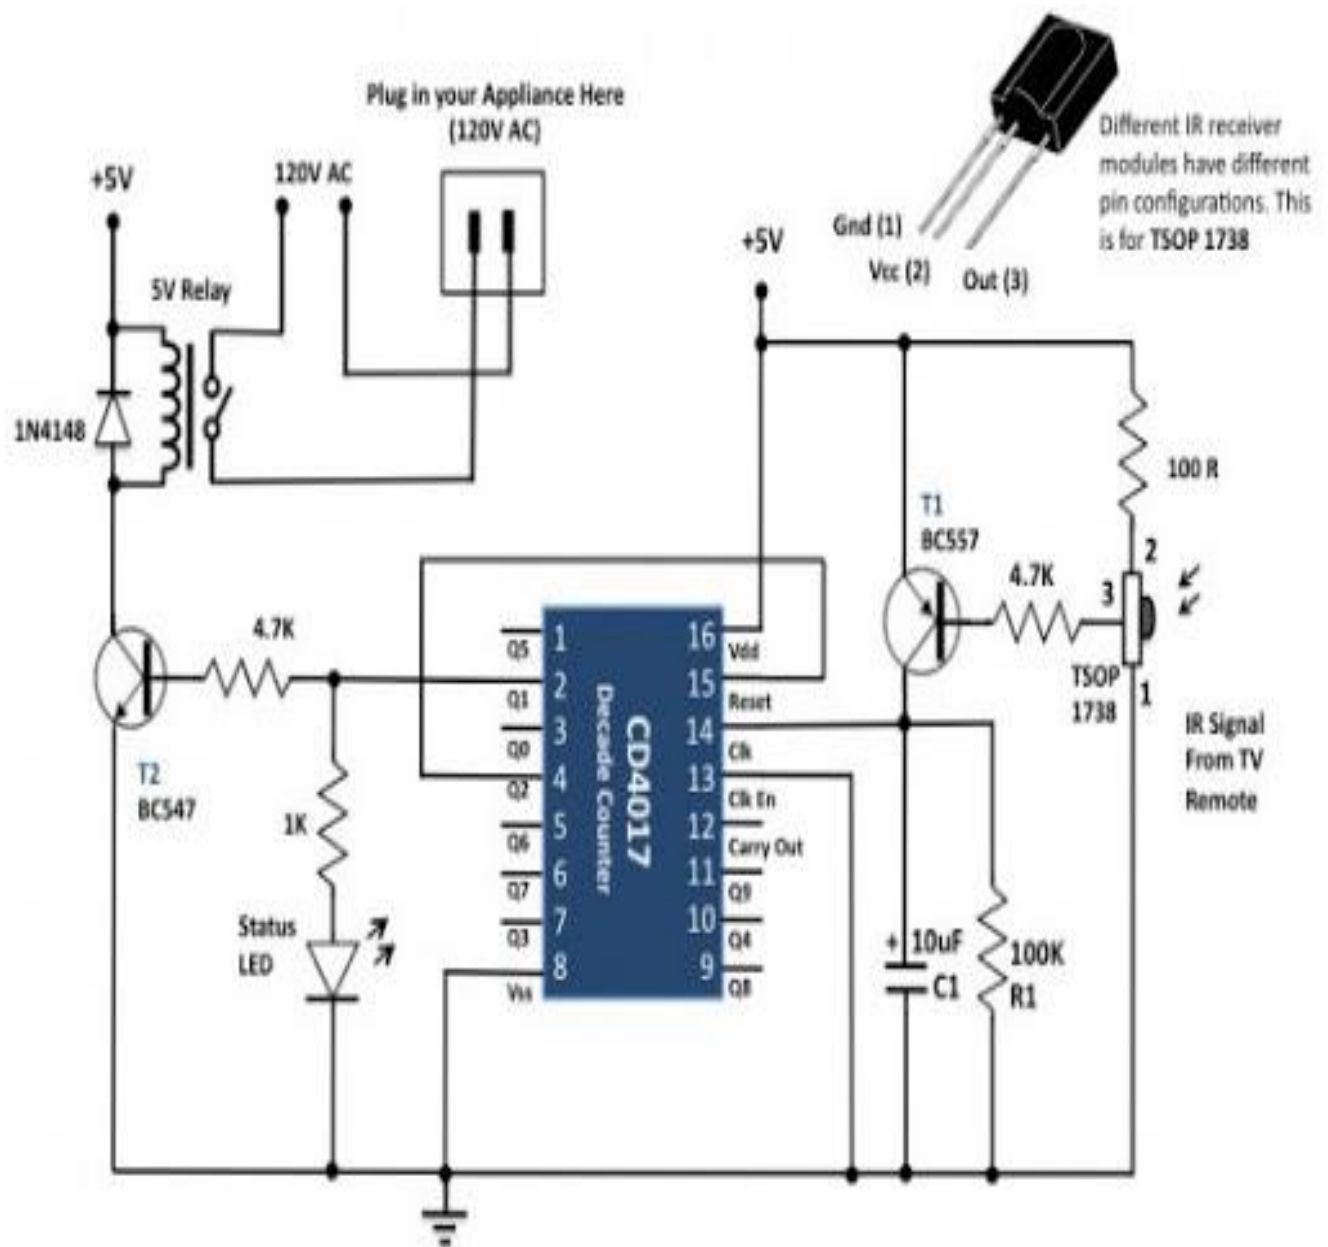 Plug in your Appliance Here
(120V AC)
+5V
120V AC
5V Relay
1N4148
Gnd (1)
Vcc (2)
Out (3)
Different IR receiver
modules have different
pin configurations. This
is for TSOP 1738
+5V
100 R
T1
BC557
4.7K
2
3
1
TSOP
1738
IR Signal
From TV
Remote
4.7K
T2
BC547
1K
Status
LED
CD4017
Decade Counter
1
Q5
2
Q1
3
Q0
4
Q2
5
Q6
6
Q7
7
Q3
8
Vss
16
Vdd
15
Reset
14
Clk
13
Clk En
12
Carry Out
11
Q9
10
Q4
9
Q8
+ 10uF
C1
100K
R1